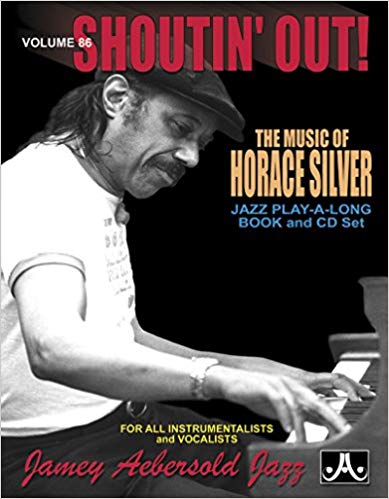 VOLUME 86
SHOUTIN' OUT!
THE MUSIC OF
HORACE SILVER
JAZZ PLAY-A-LONG
BOOK and CD Set
FOR ALL INSTRUMENTALISTS
and VOCALISTS
Jamey Aebersold Jazz
A